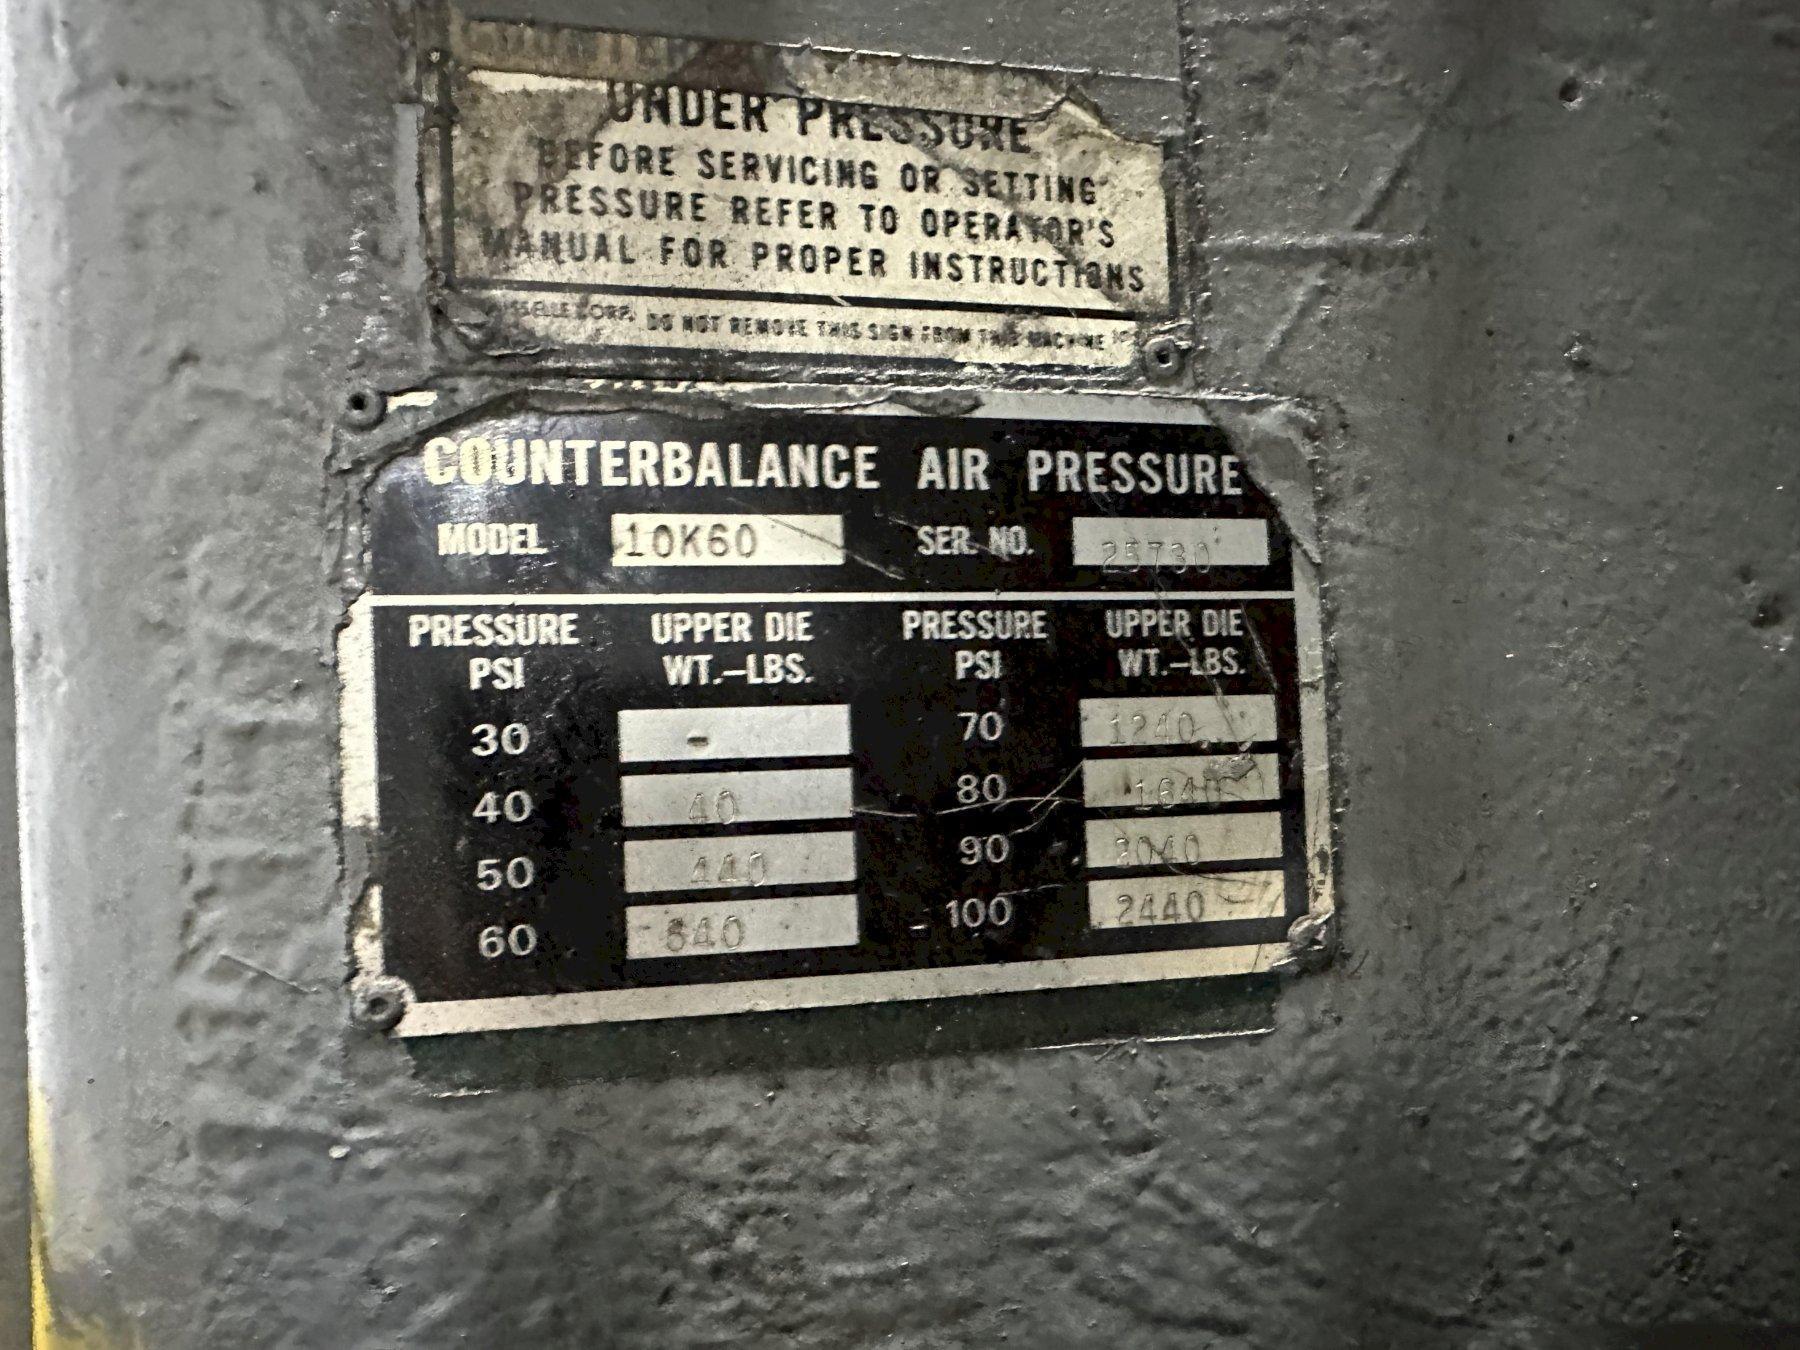 UNDER PRESSURE
BEFORE SERVICING OR SETTING
PRESSURE REFER TO OPERATOR'S
MANUAL FOR PROPER INSTRUCTIONS
CORP. DO NOT REMOVE THIS SIGN FROM THIS MACHINE
COUNTERBALANCE AIR PRESSURE
MODEL 10K60 SER. NO. 25730
PRESSURE UPPER DIE PRESSURE UPPER DIE
PSI WT.-LBS. PSI WT.-LBS.
30 - 70 1240
40 40 80 1640
50 440 90 2040
60 840 100 2440